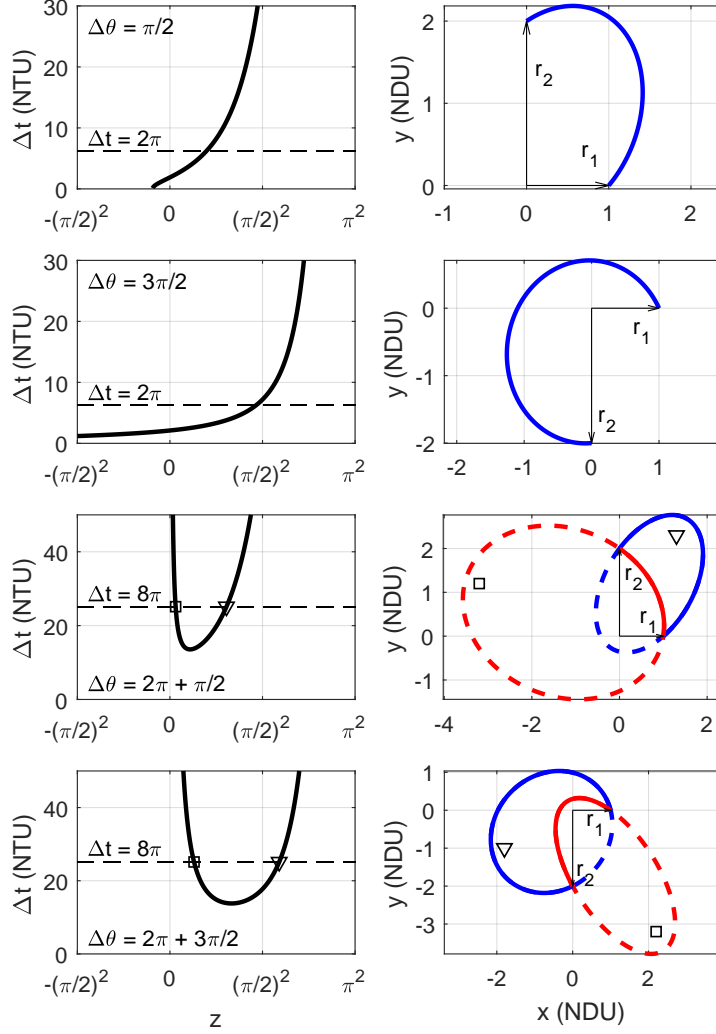 30
20
10
0
Δt (NTU)
Δθ = π/2
Δt = 2π
-(π/2)²
0
(π/2)²
π²
2
1
0
y (NDU)
r₂
r₁
-1
0
1
2
30
20
10
0
Δt (NTU)
Δθ = 3π/2
Δt = 2π
-(π/2)²
0
(π/2)²
π²
0
-1
-2
y (NDU)
r₁
r₂
-2
-1
0
1
40
20
0
Δt (NTU)
Δt = 8π
Δθ = 2π + π/2
-(π/2)²
0
(π/2)²
π²
2
1
0
-1
y (NDU)
r₂
r₁
-4
-2
0
2
40
20
0
Δt (NTU)
Δt = 8π
Δθ = 2π + 3π/2
-(π/2)²
0
(π/2)²
π²
z
1
0
-1
-2
-3
y (NDU)
r₁
r₂
-2
0
2
x (NDU)